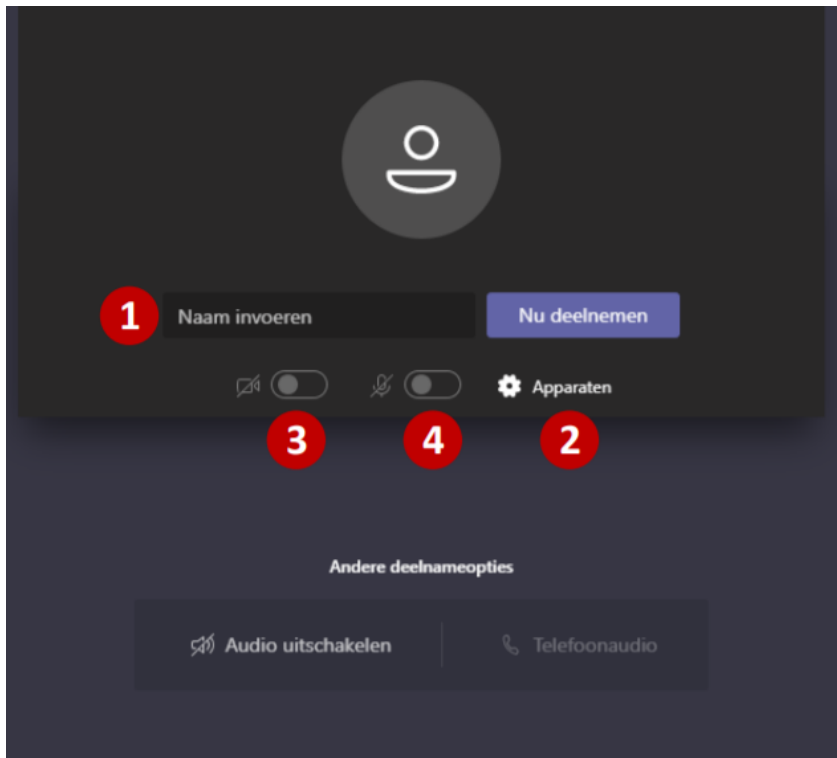 1 Naam invoeren Nu deelnemen
Apparaten
3 4 2
Andere deelnameopties
Audio uitschakelen Telefoonaudio